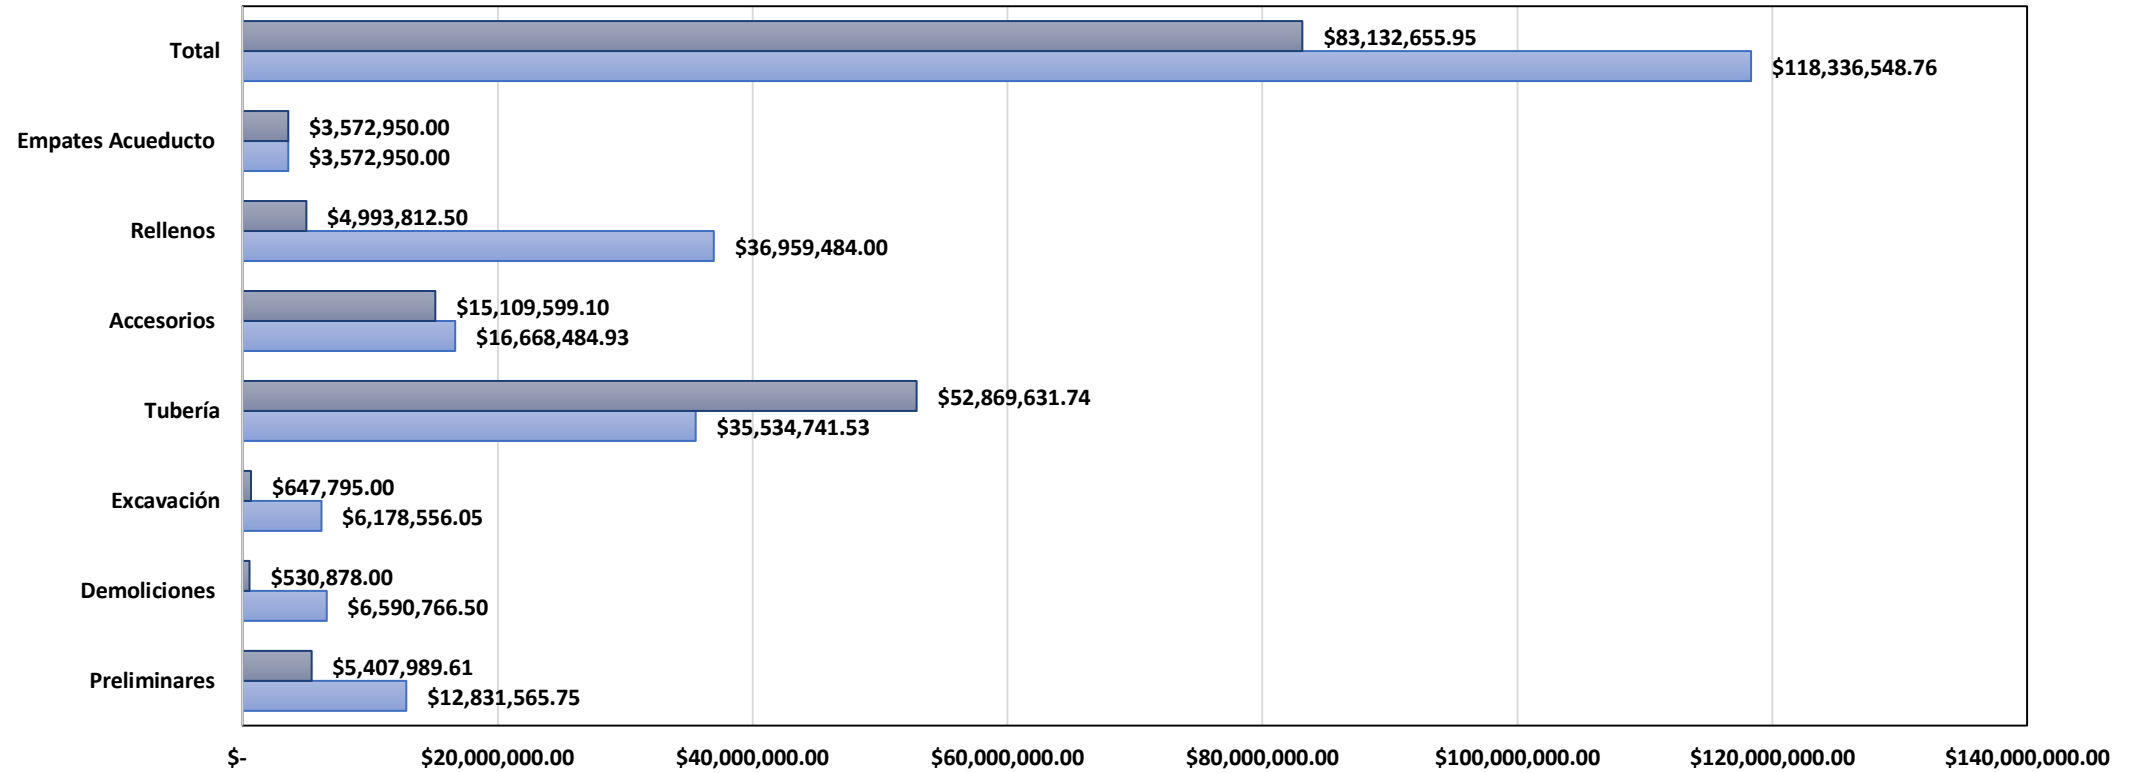 Total
$83,132,655.95
$118,336,548.76
Empates Acueducto
$3,572,950.00
$3,572,950.00
Rellenos
$4,993,812.50
$36,959,484.00
Accesorios
$15,109,599.10
$16,668,484.93
Tubería
$52,869,631.74
$35,534,741.53
Excavación
$647,795.00
$6,178,556.05
Demoliciones
$530,878.00
$6,590,766.50
Preliminares
$5,407,989.61
$12,831,565.75
$- $20,000,000.00 $40,000,000.00 $60,000,000.00 $80,000,000.00 $100,000,000.00 $120,000,000.00 $140,000,000.00